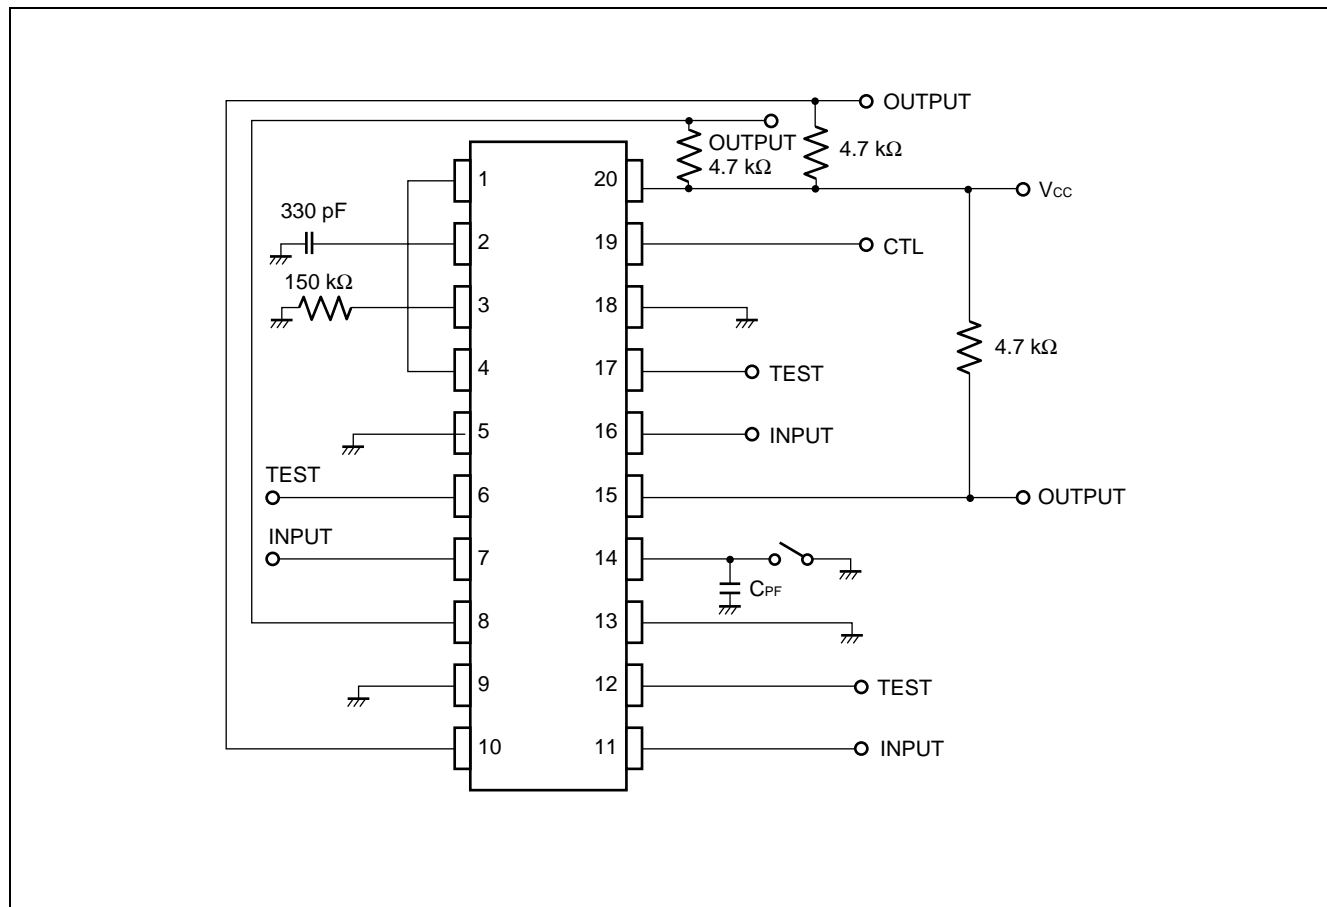 OUTPUT
OUTPUT
4.7 kΩ
4.7 kΩ
1
20
VCC
330 pF
2
19
CTL
150 kΩ
3
18
4
17
TEST
4.7 kΩ
5
16
INPUT
TEST
6
15
OUTPUT
INPUT
7
14
CPF
8
13
9
12
TEST
10
11
INPUT